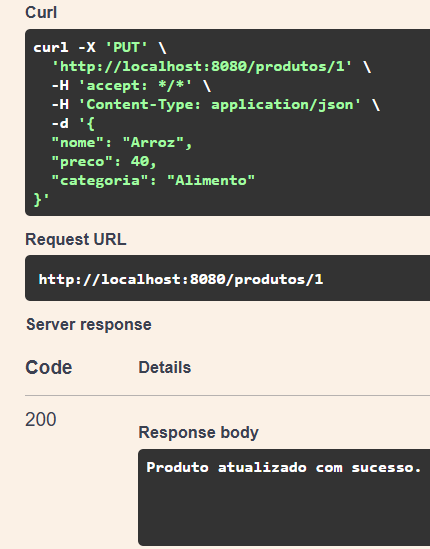 Curl
curl -X 'PUT' \
  'http://localhost:8080/produtos/1' \
  -H 'accept: */*' \
  -H 'Content-Type: application/json' \
  -d '{
  "nome": "Arroz",
  "preco": 40,
  "categoria": "Alimento"
}'
Request URL
http://localhost:8080/produtos/1
Server response
Code Details
200
Response body
Produto atualizado com sucesso.